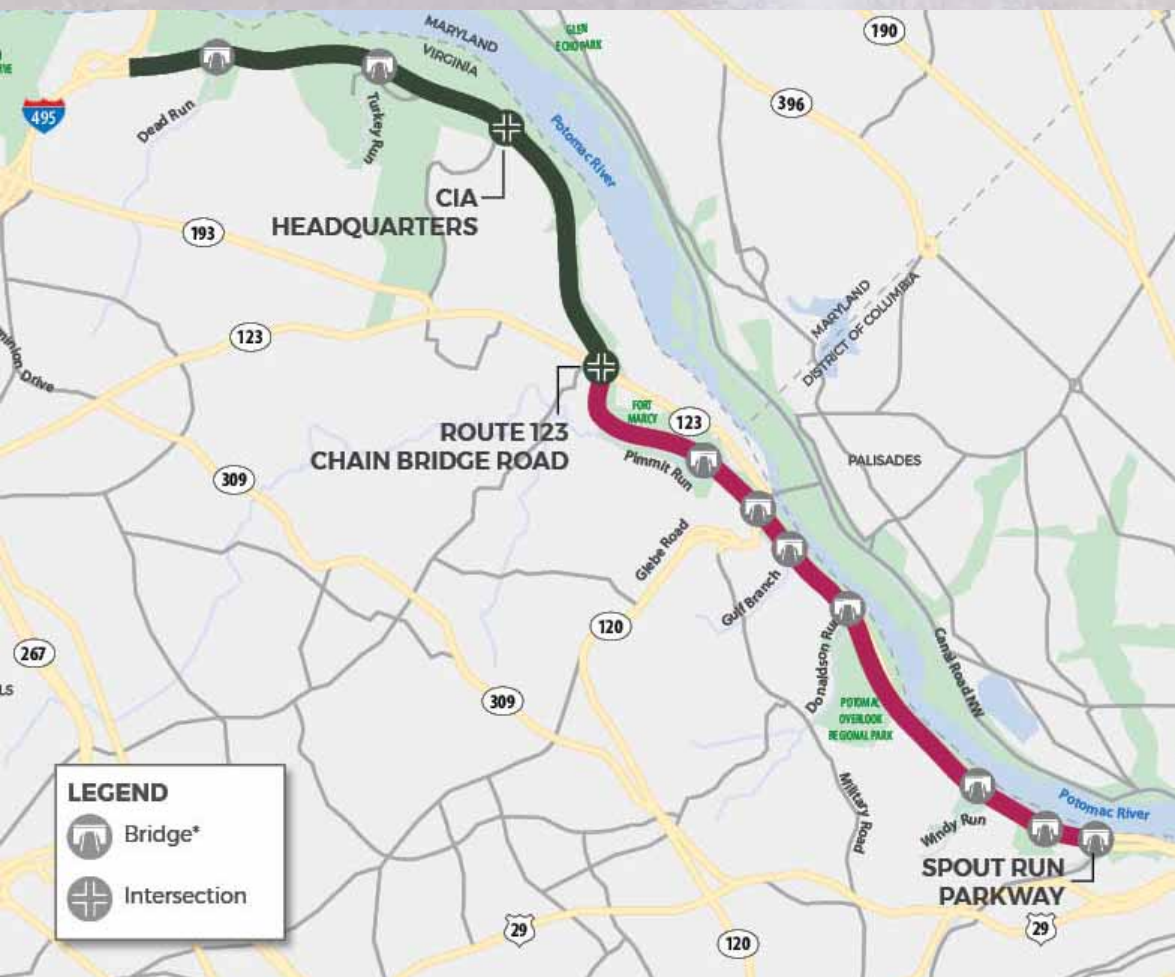 MARYLAND
VIRGINIA
GLEN
ECHO PARK
190
396
495
Dead Run
Turkey Run
Potomac River
CIA
HEADQUARTERS
193
123
MARYLAND
DISTRICT OF COLUMBIA
ROUTE 123
CHAIN BRIDGE ROAD
FORT
MARCY
123
Pimmit Run
PALISADES
309
Glebe Road
Gulf Branch
120
267
LS
309
Donaldson Run
POTOMAC
OVERLOOK
REGIONAL PARK
Canal Road NW
Military Road
Windy Run
Potomac River
SPOUT RUN
PARKWAY
LEGEND
Bridge*
Intersection
29
120
29